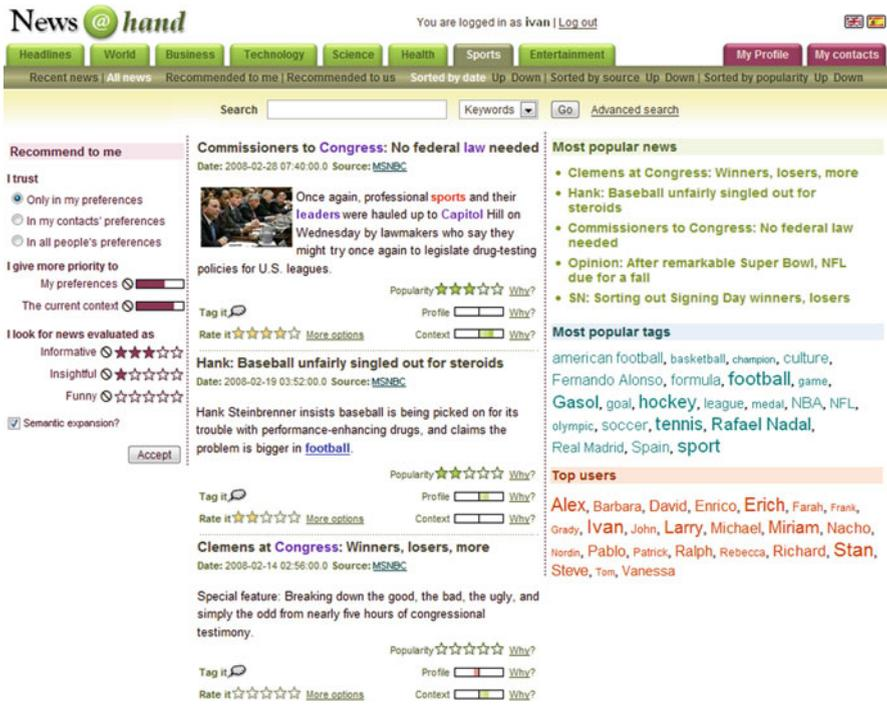 News @ hand
You are logged in as ivan | Log out
Headlines World Business Technology Science Health Sports Entertainment My Profile My contacts
Recent news | All news Recommended to me | Recommended to us Sorted by date Up Down | Sorted by source Up Down | Sorted by popularity Up Down
Search Keywords Go Advanced search
Recommend to me
I trust
Only in my preferences
In my contacts' preferences
In all people's preferences
I give more priority to
My preferences
The current context
I look for news evaluated as
Informative
Insightful
Funny
Semantic expansion?
Accept
Commissioners to Congress: No federal law needed
Date: 2008-02-28 07:40:00.0 Source: MSNBC
Once again, professional sports and their
leaders were hauled up to Capitol Hill on
Wednesday by lawmakers who say they
might try once again to legislate drug-testing
policies for U.S. leagues.
Popularity Why?
Tag it Profile Why?
Rate it More options Context Why?
Hank: Baseball unfairly singled out for steroids
Date: 2008-02-19 03:52:00.0 Source: MSNBC
Hank Steinbrenner insists baseball is being picked on for its
trouble with performance-enhancing drugs, and claims the
problem is bigger in football.
Popularity Why?
Tag it Profile Why?
Rate it More options Context Why?
Clemens at Congress: Winners, losers, more
Date: 2008-02-14 02:56:00.0 Source: MSNBC
Special feature: Breaking down the good, the bad, the ugly, and
simply the odd from nearly five hours of congressional
testimony.
Popularity Why?
Tag it Profile Why?
Rate it More options Context Why?
Most popular news
• Clemens at Congress: Winners, losers, more
• Hank: Baseball unfairly singled out for
steroids
• Commissioners to Congress: No federal law
needed
• Opinion: After remarkable Super Bowl, NFL
due for a fall
• SN: Sorting out Signing Day winners, losers
Most popular tags
american football, basketball, champion, culture,
Fernando Alonso, formula, football, game,
Gasol, goal, hockey, league, medal, NBA, NFL,
olympic, soccer, tennis, Rafael Nadal,
Real Madrid, Spain, sport
Top users
Alex, Barbara, David, Enrico, Erich, Farah, Frank,
Grady, Ivan, John, Larry, Michael, Miriam, Nacho,
Nordin, Pablo, Patrick, Ralph, Rebecca, Richard, Stan,
Steve, Tom, Vanessa